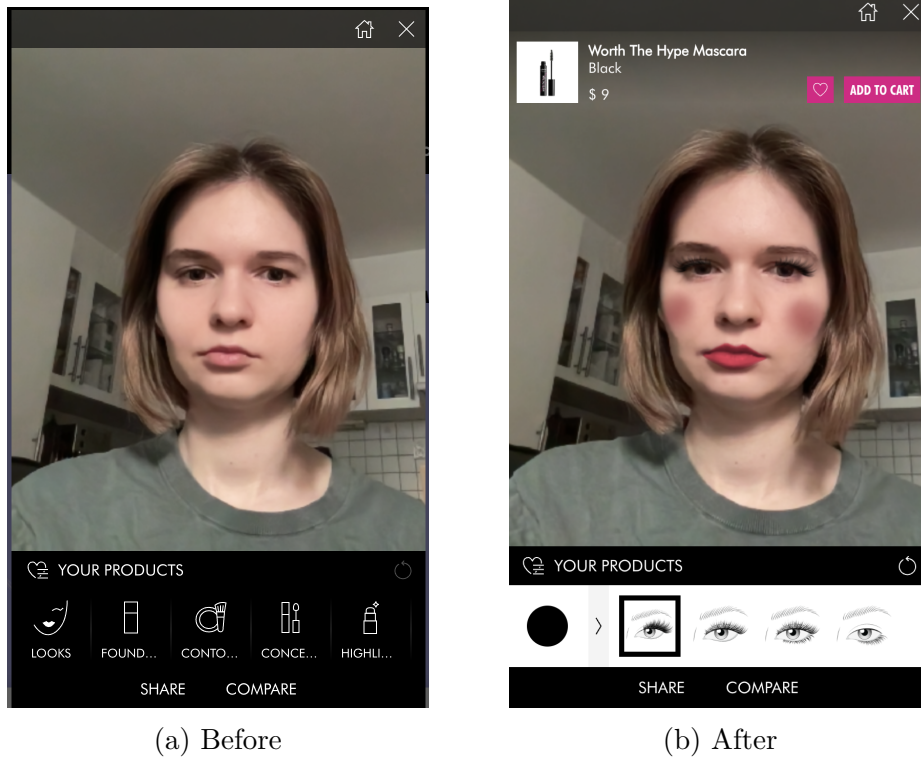 YOUR PRODUCTS
LOOKS FOUND... CONTO... CONCE... HIGHLI...
SHARE COMPARE
(a) Before
Worth The Hype Mascara
Black
$ 9
ADD TO CART
YOUR PRODUCTS
SHARE COMPARE
(b) After